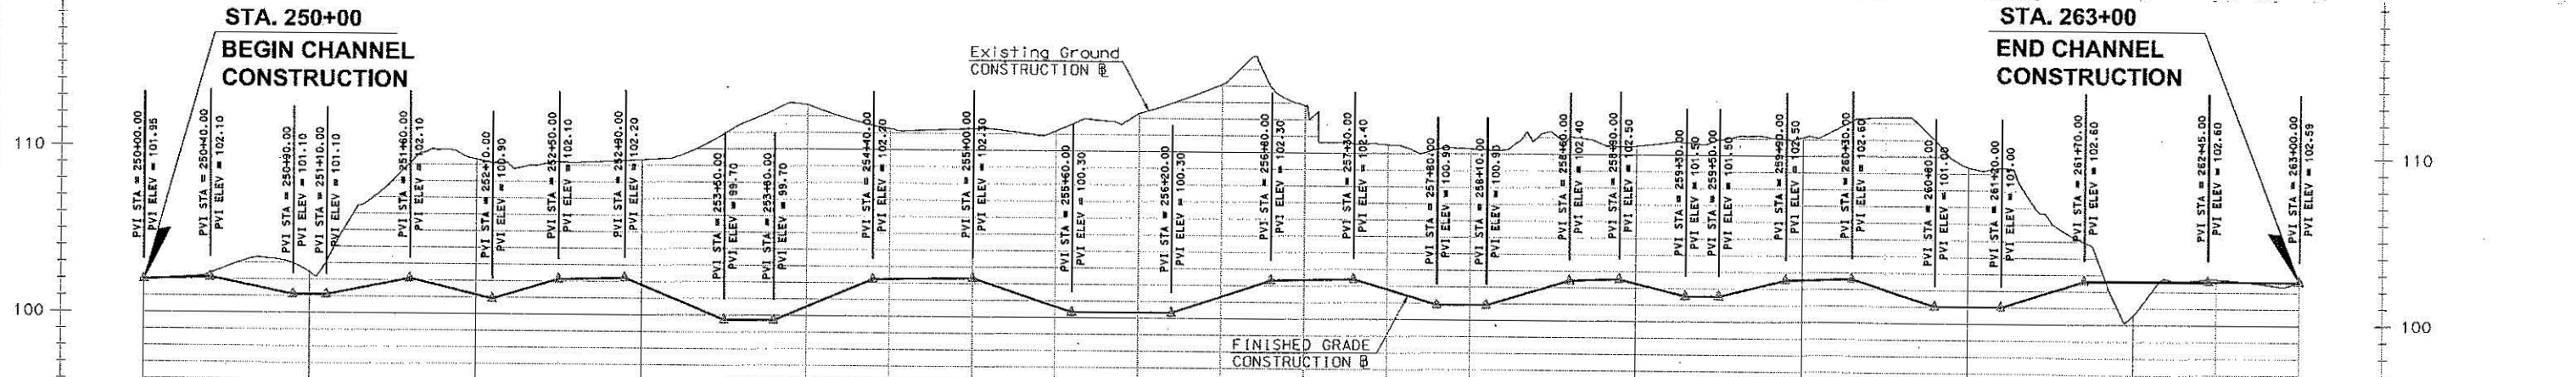 STA. 250+00
BEGIN CHANNEL
CONSTRUCTION
Existing Ground
CONSTRUCTION BL
STA. 263+00
END CHANNEL
CONSTRUCTION
110
100
PVI STA = 250+00.00
PVI ELEV = 101.95
PVI STA = 250+40.00
PVI ELEV = 102.10
PVI STA = 250+90.00
PVI ELEV = 101.10
PVI STA = 251+10.00
PVI ELEV = 101.10
PVI STA = 251+60.00
PVI ELEV = 102.10
PVI STA = 252+10.00
PVI ELEV = 100.90
PVI STA = 252+50.00
PVI ELEV = 102.10
PVI STA = 252+90.00
PVI ELEV = 102.20
PVI STA = 253+50.00
PVI ELEV = 99.70
PVI STA = 253+80.00
PVI ELEV = 99.70
PVI STA = 254+40.00
PVI ELEV = 102.20
PVI STA = 255+00.00
PVI ELEV = 102.30
PVI STA = 255+60.00
PVI ELEV = 100.30
PVI STA = 256+20.00
PVI ELEV = 100.30
PVI STA = 256+80.00
PVI ELEV = 102.30
PVI STA = 257+30.00
PVI ELEV = 102.40
PVI STA = 257+80.00
PVI ELEV = 100.90
PVI STA = 258+10.00
PVI ELEV = 100.90
PVI STA = 258+60.00
PVI ELEV = 102.40
PVI STA = 258+90.00
PVI ELEV = 102.50
PVI STA = 259+30.00
PVI ELEV = 101.50
PVI STA = 259+50.00
PVI ELEV = 101.50
PVI STA = 259+90.00
PVI ELEV = 102.50
PVI STA = 260+30.00
PVI ELEV = 102.60
PVI STA = 260+80.00
PVI ELEV = 101.00
PVI STA = 261+20.00
PVI ELEV = 101.00
PVI STA = 261+70.00
PVI ELEV = 102.60
PVI STA = 262+45.00
PVI ELEV = 102.60
PVI STA = 263+00.00
PVI ELEV = 102.59
110
100
FINISHED GRADE
CONSTRUCTION BL